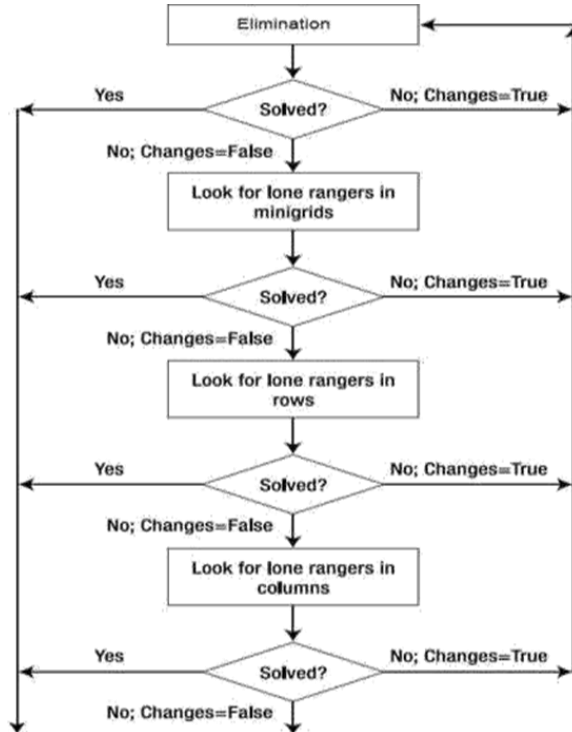 Elimination
Yes
Solved?
No; Changes=True
No; Changes=False
Look for lone rangers in
minigrids
Yes
Solved?
No; Changes=True
No; Changes=False
Look for lone rangers in
rows
Yes
Solved?
No; Changes=True
No; Changes=False
Look for lone rangers in
columns
Yes
Solved?
No; Changes=True
No; Changes=False